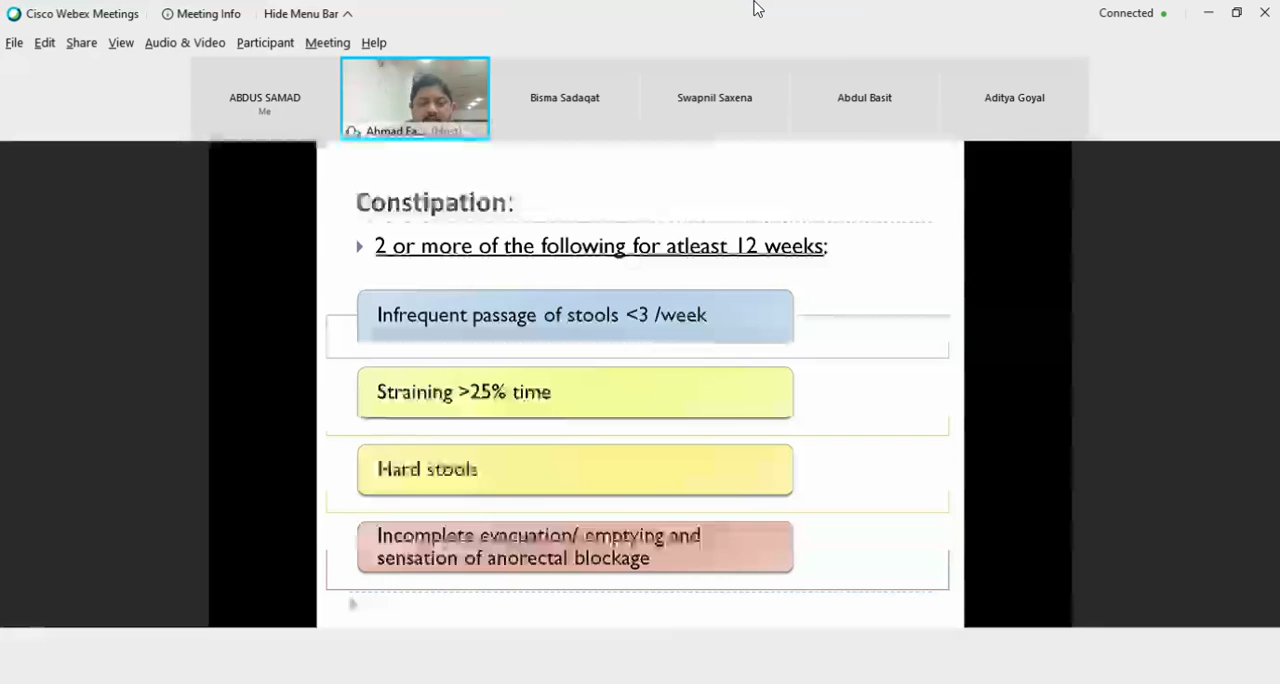 Cisco Webex Meetings Meeting Info Hide Menu Bar Connected
File Edit Share View Audio & Video Participant Meeting Help
ABDUS SAMAD
Me
Ahmad Fa... (Host)
Bisma Sadaqat
Swapnil Saxena
Abdul Basit
Aditya Goyal
Constipation:
2 or more of the following for atleast 12 weeks:
Infrequent passage of stools <3 /week
Straining >25% time
Hard stools
Incomplete evacuation/ emptying and
sensation of anorectal blockage